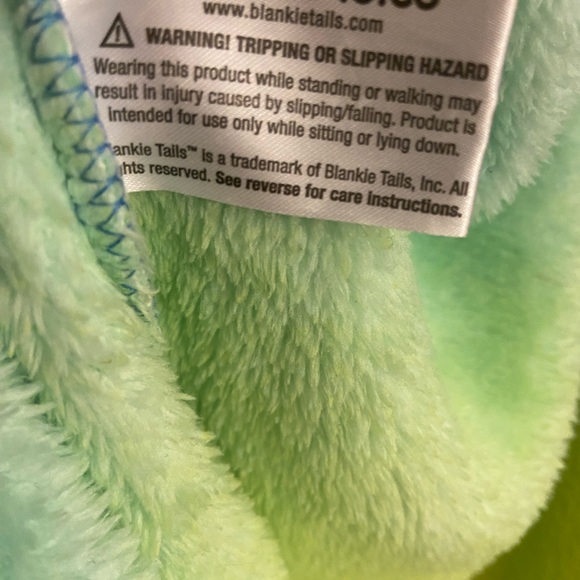 www.blankietails.com
WARNING! TRIPPING OR SLIPPING HAZARD
Wearing this product while standing or walking may
result in injury caused by slipping/falling. Product is
intended for use only while sitting or lying down.
ankie Tails™ is a trademark of Blankie Tails, Inc. All
hts reserved. See reverse for care instructions.